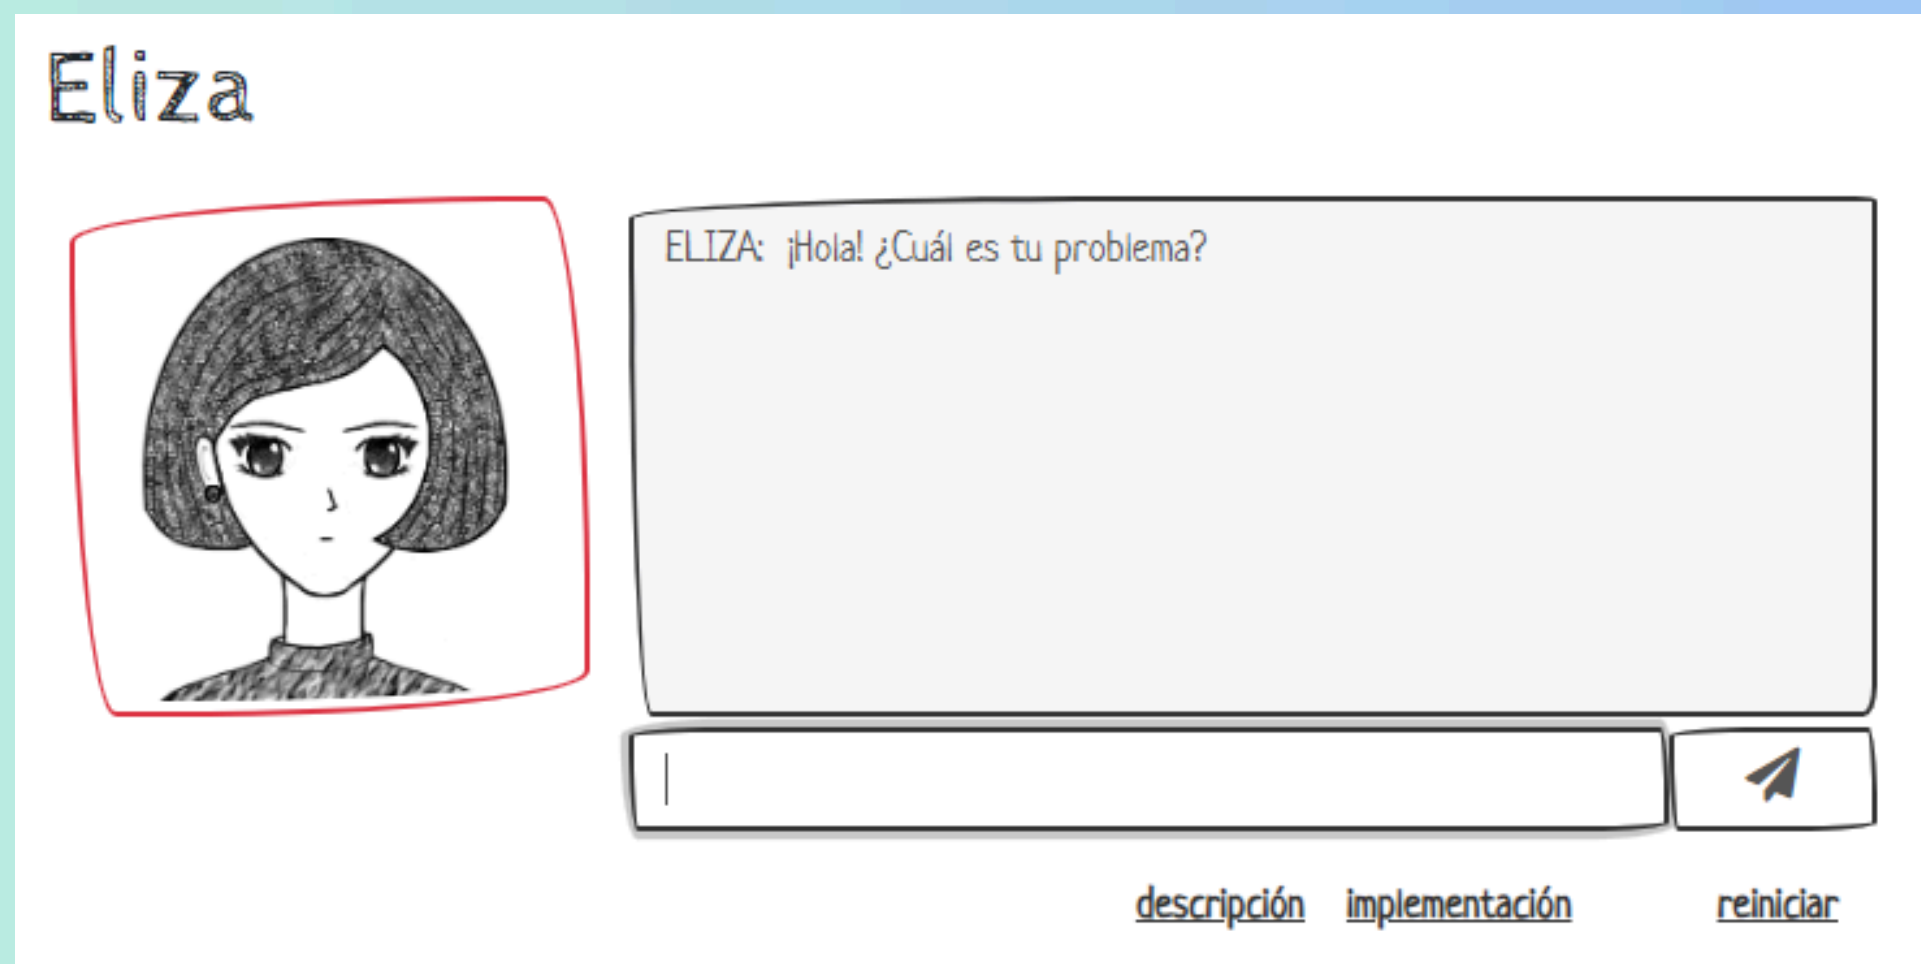 Eliza
ELIZA: ¡Hola! ¿Cuál es tu problema?
descripción implementación reiniciar